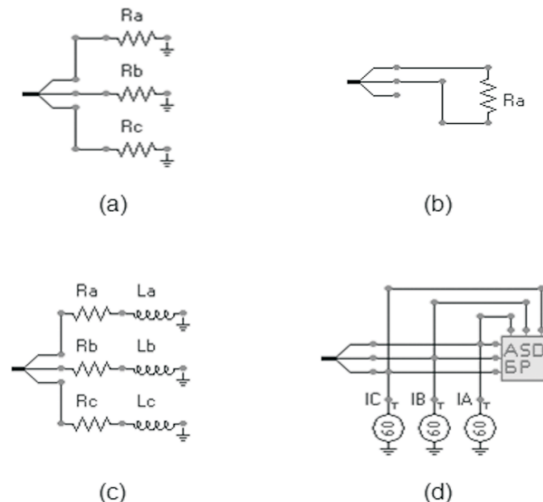 Ra
Rb
Rc
(a)
Ra
(b)
Ra La
Rb Lb
Rc Lc
(c)
ASD
6P
IC IB IA
T T T
60 60 60
(d)